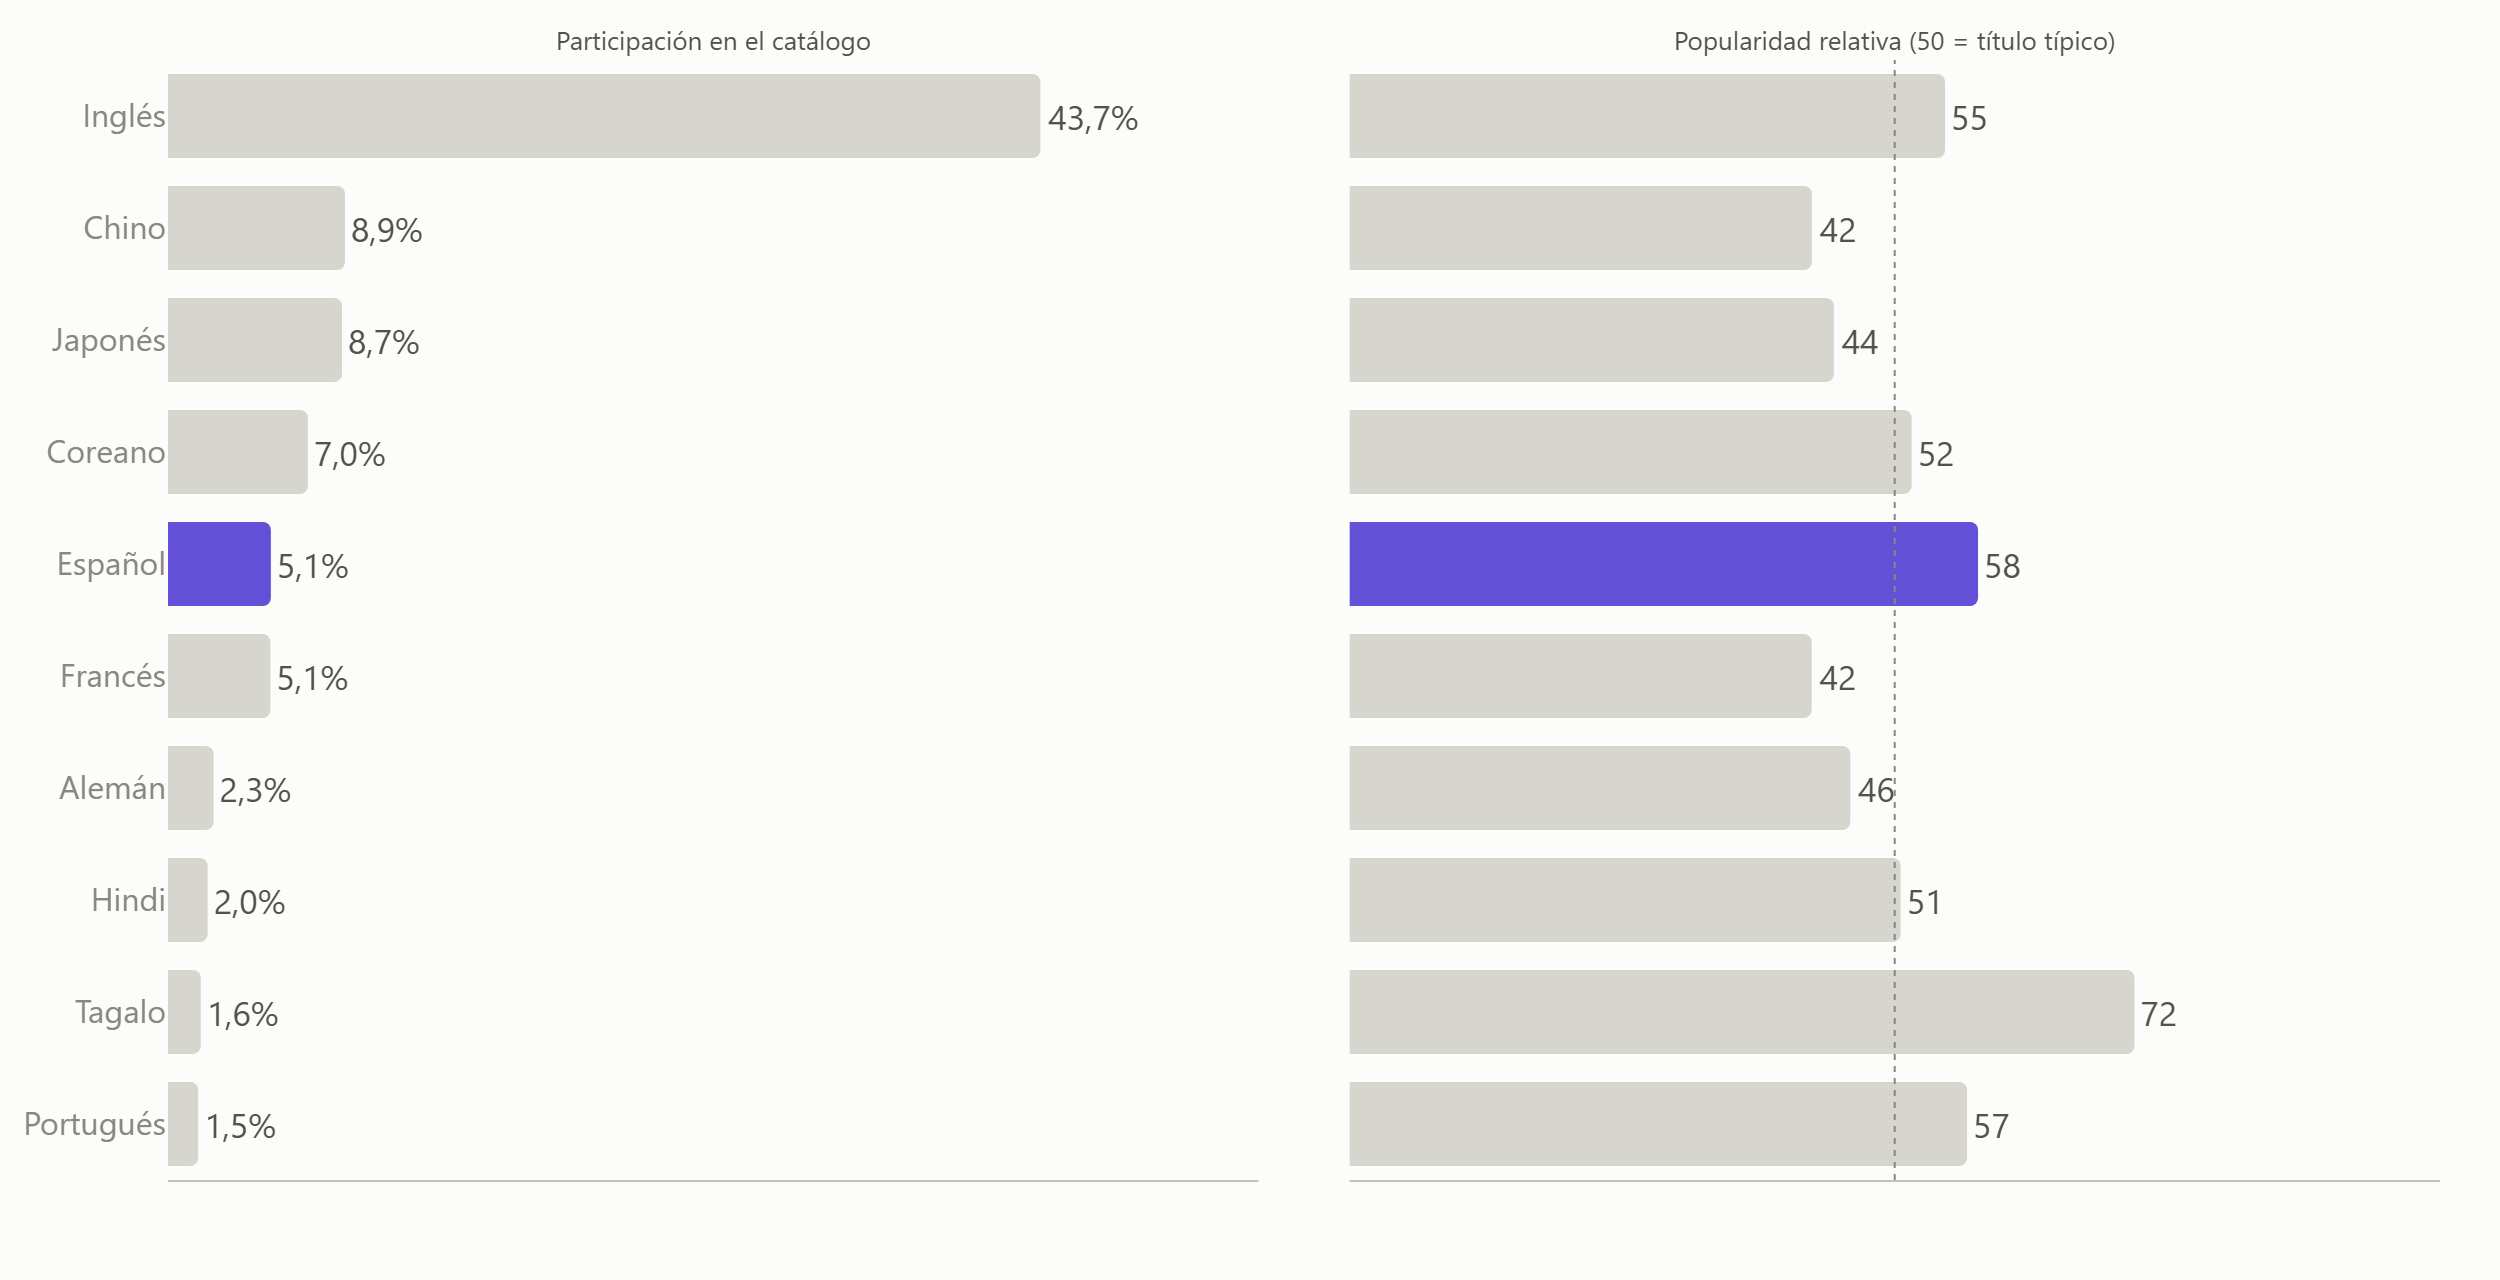 Participación en el catálogo
Inglés 43,7%
Chino 8,9%
Japonés 8,7%
Coreano 7,0%
Español 5,1%
Francés 5,1%
Alemán 2,3%
Hindi 2,0%
Tagalo 1,6%
Portugués 1,5%
Popularidad relativa (50 = título típico)
55
42
44
52
58
42
46
51
72
57